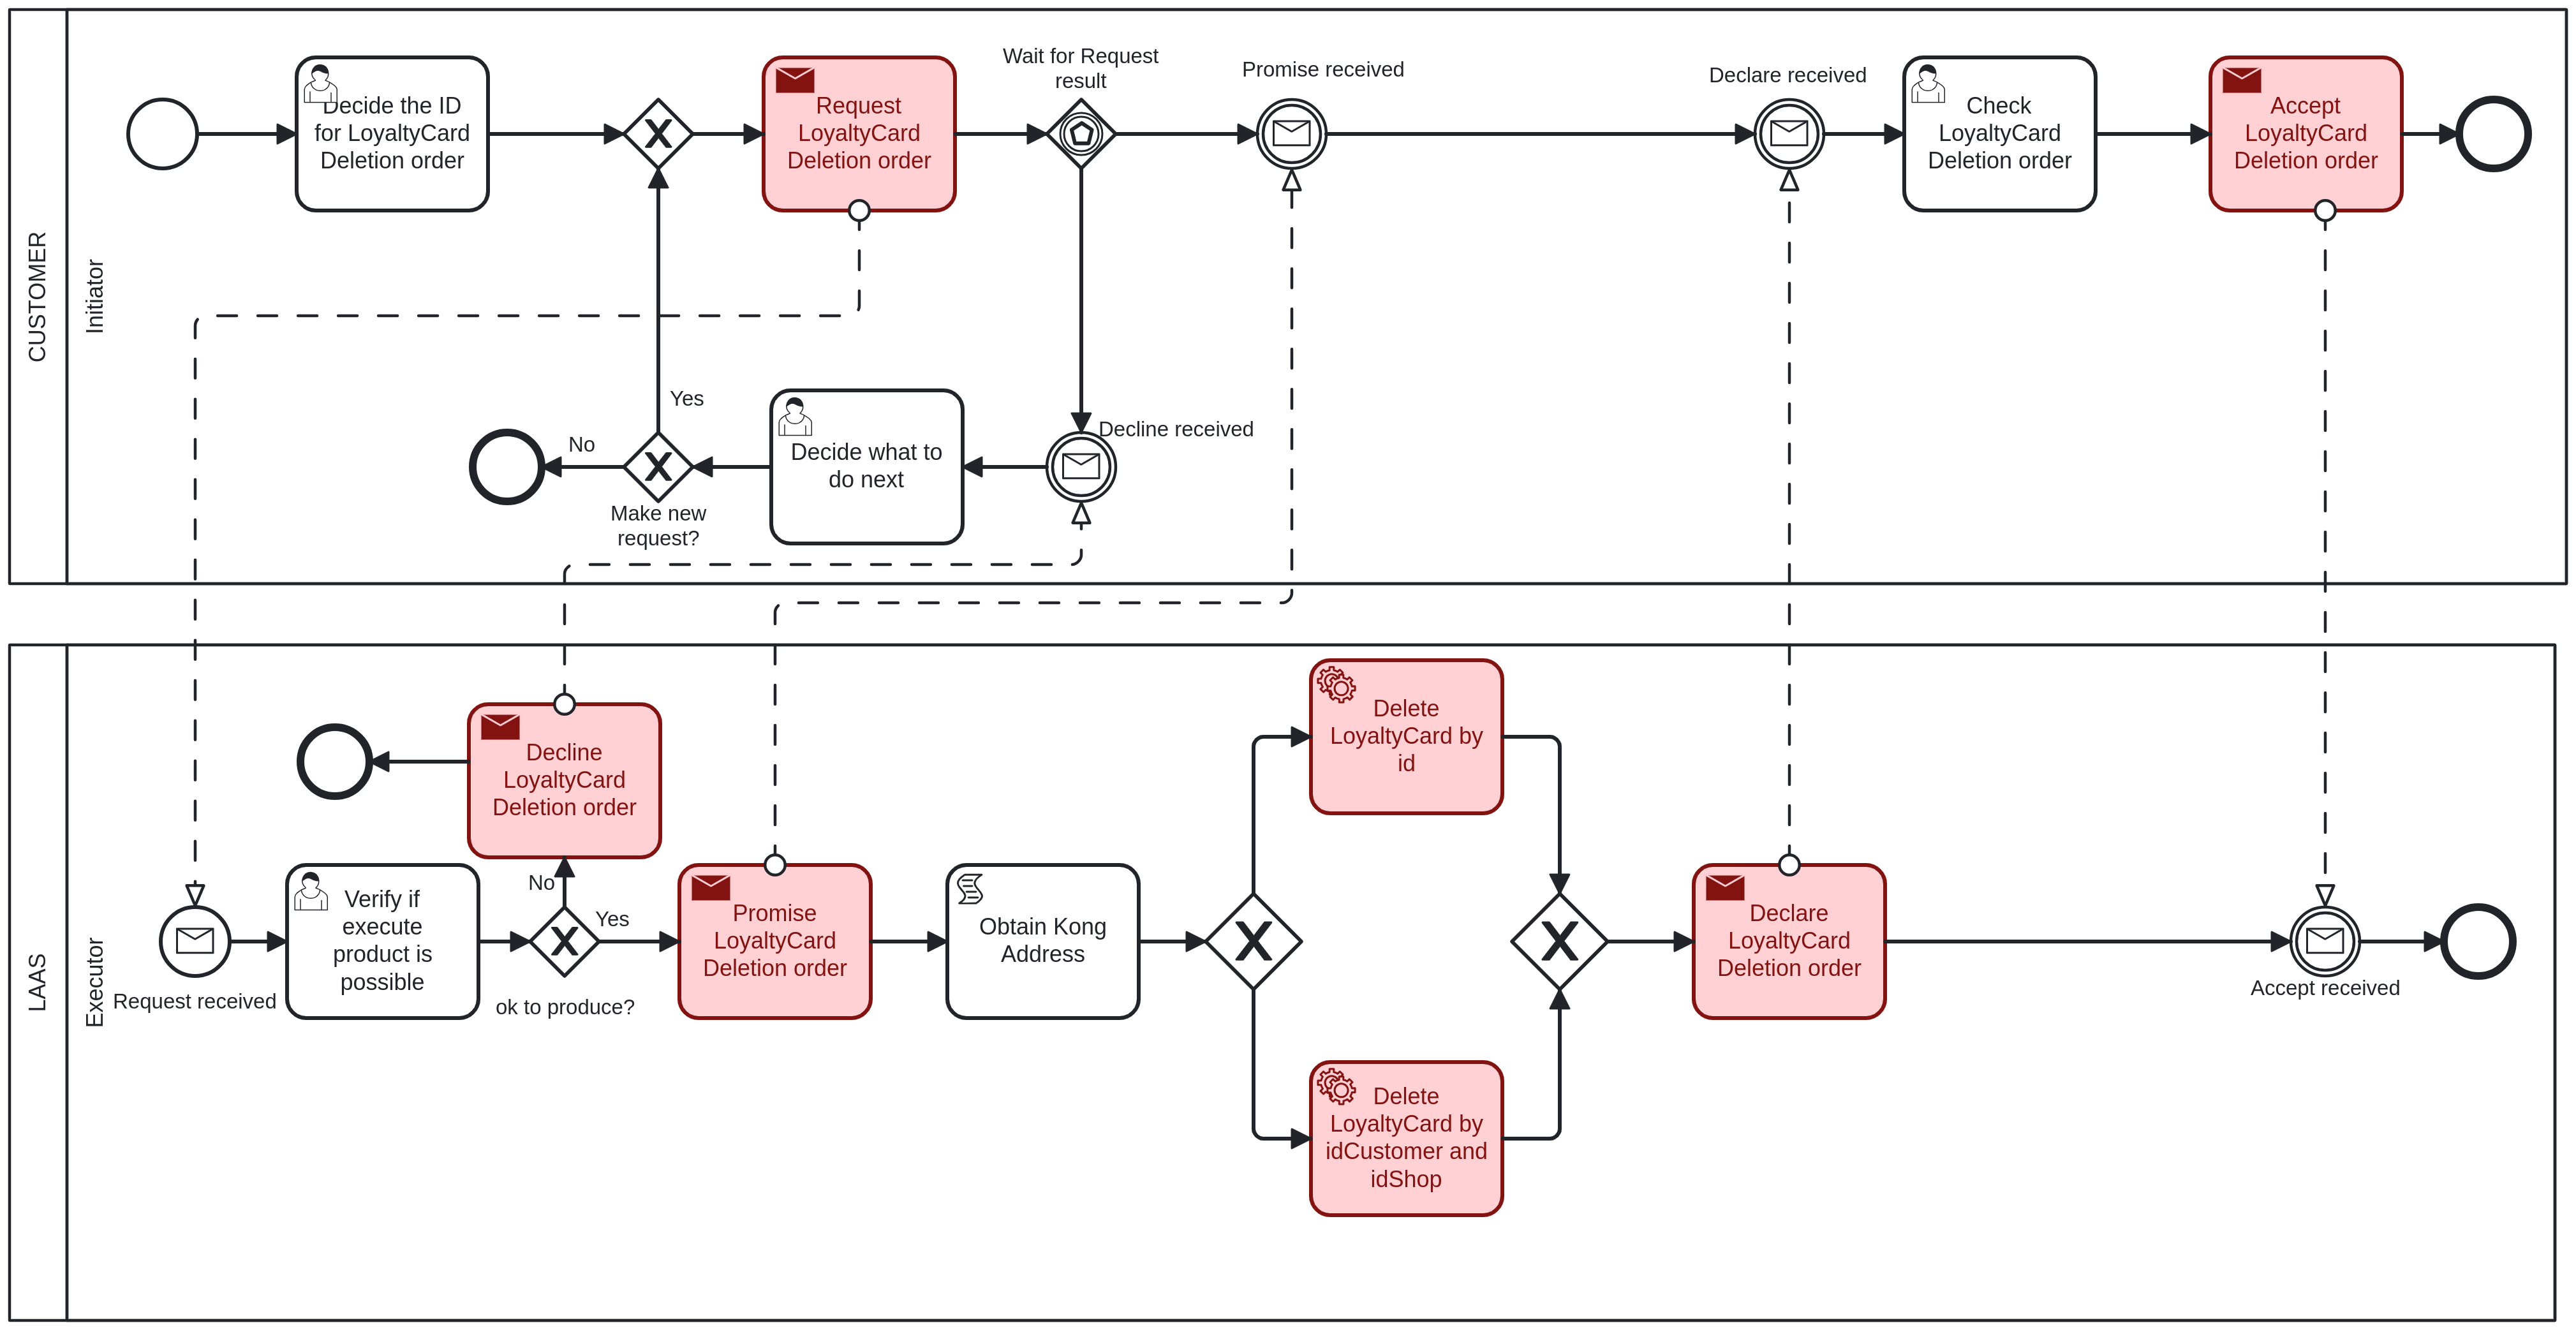 CUSTOMER
Initiator
Decide the ID
for LoyaltyCard
Deletion order
Request
LoyaltyCard
Deletion order
Wait for Request
result
Promise received
Declare received
Check
LoyaltyCard
Deletion order
Accept
LoyaltyCard
Deletion order
Yes
No
Make new
request?
Decide what to
do next
Decline received
LAAS
Executor
Request received
Verify if
execute
product is
possible
Decline
LoyaltyCard
Deletion order
No
Yes
ok to produce?
Promise
LoyaltyCard
Deletion order
Obtain Kong
Address
Delete
LoyaltyCard by
id
Delete
LoyaltyCard by
idCustomer and
idShop
Declare
LoyaltyCard
Deletion order
Accept received